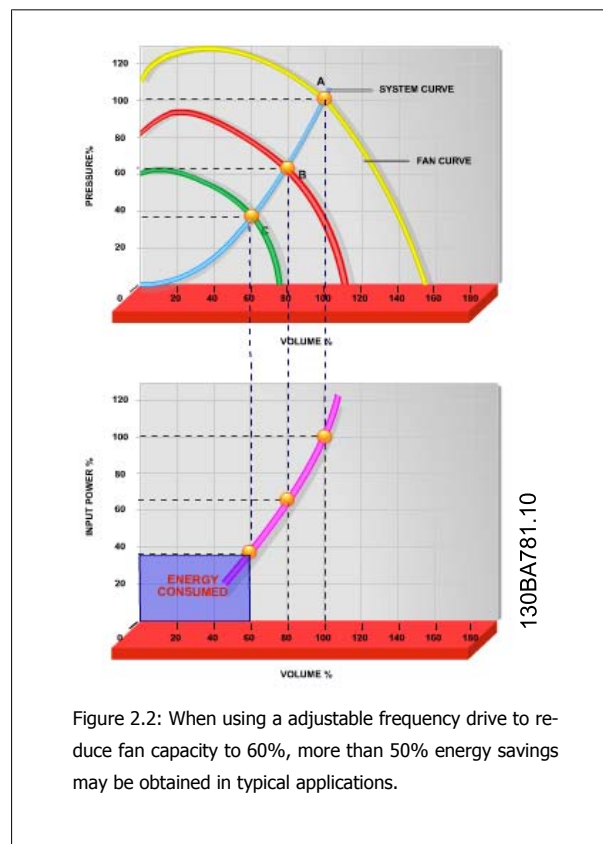 120
A
SYSTEM CURVE
100
PRESSURE%
80
FAN CURVE
60
B
40
C
20
0
20 40 60 80 100 120 140 160 180
VOLUME %
120
INPUT POWER %
100
80
60
40
ENERGY
CONSUMED
20
0
20 40 60 80 100 120 140 160 180
VOLUME %
130BA781.10
Figure 2.2: When using a adjustable frequency drive to re-
duce fan capacity to 60%, more than 50% energy savings
may be obtained in typical applications.